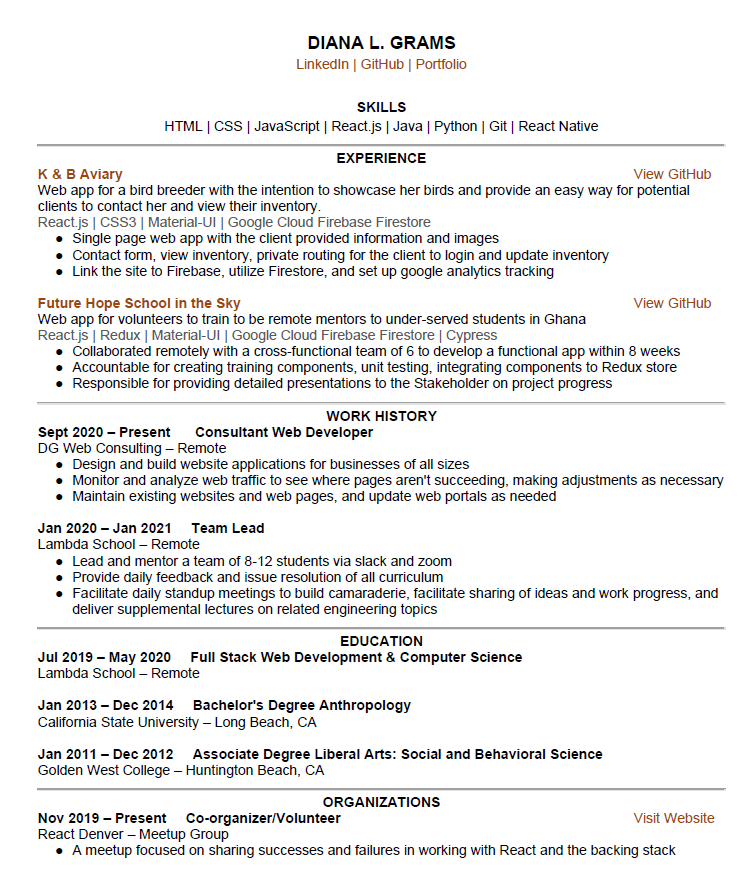 DIANA L. GRAMS
LinkedIn | GitHub | Portfolio
SKILLS
HTML | CSS | JavaScript | React.js | Java | Python | Git | React Native
EXPERIENCE
K & B Aviary View GitHub
Web app for a bird breeder with the intention to showcase her birds and provide an easy way for potential
clients to contact her and view their inventory.
React.js | CSS3 | Material-UI | Google Cloud Firebase Firestore
● Single page web app with the client provided information and images
● Contact form, view inventory, private routing for the client to login and update inventory
● Link the site to Firebase, utilize Firestore, and set up google analytics tracking
Future Hope School in the Sky View GitHub
Web app for volunteers to train to be remote mentors to under-served students in Ghana
React.js | Redux | Material-UI | Google Cloud Firebase Firestore | Cypress
● Collaborated remotely with a cross-functional team of 6 to develop a functional app within 8 weeks
● Accountable for creating training components, unit testing, integrating components to Redux store
● Responsible for providing detailed presentations to the Stakeholder on project progress
WORK HISTORY
Sept 2020 – Present Consultant Web Developer
DG Web Consulting – Remote
● Design and build website applications for businesses of all sizes
● Monitor and analyze web traffic to see where pages aren't succeeding, making adjustments as necessary
● Maintain existing websites and web pages, and update web portals as needed
Jan 2020 – Jan 2021 Team Lead
Lambda School – Remote
● Lead and mentor a team of 8-12 students via slack and zoom
● Provide daily feedback and issue resolution of all curriculum
● Facilitate daily standup meetings to build camaraderie, facilitate sharing of ideas and work progress, and
deliver supplemental lectures on related engineering topics
EDUCATION
Jul 2019 – May 2020 Full Stack Web Development & Computer Science
Lambda School – Remote
Jan 2013 – Dec 2014 Bachelor's Degree Anthropology
California State University – Long Beach, CA
Jan 2011 – Dec 2012 Associate Degree Liberal Arts: Social and Behavioral Science
Golden West College – Huntington Beach, CA
ORGANIZATIONS
Nov 2019 – Present Co-organizer/Volunteer Visit Website
React Denver – Meetup Group
● A meetup focused on sharing successes and failures in working with React and the backing stack